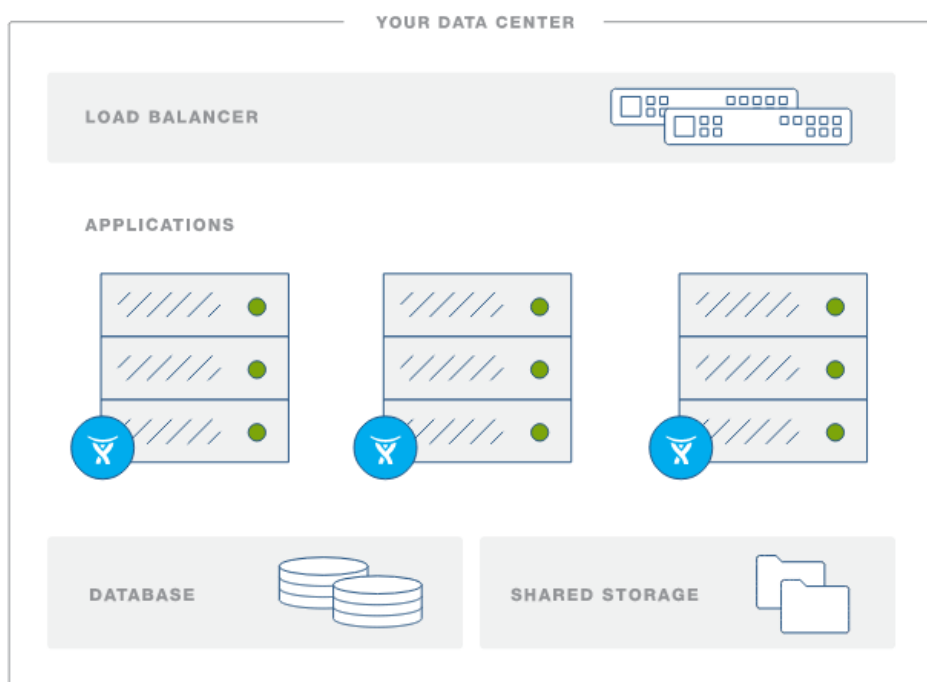 YOUR DATA CENTER
LOAD BALANCER
APPLICATIONS
DATABASE
SHARED STORAGE